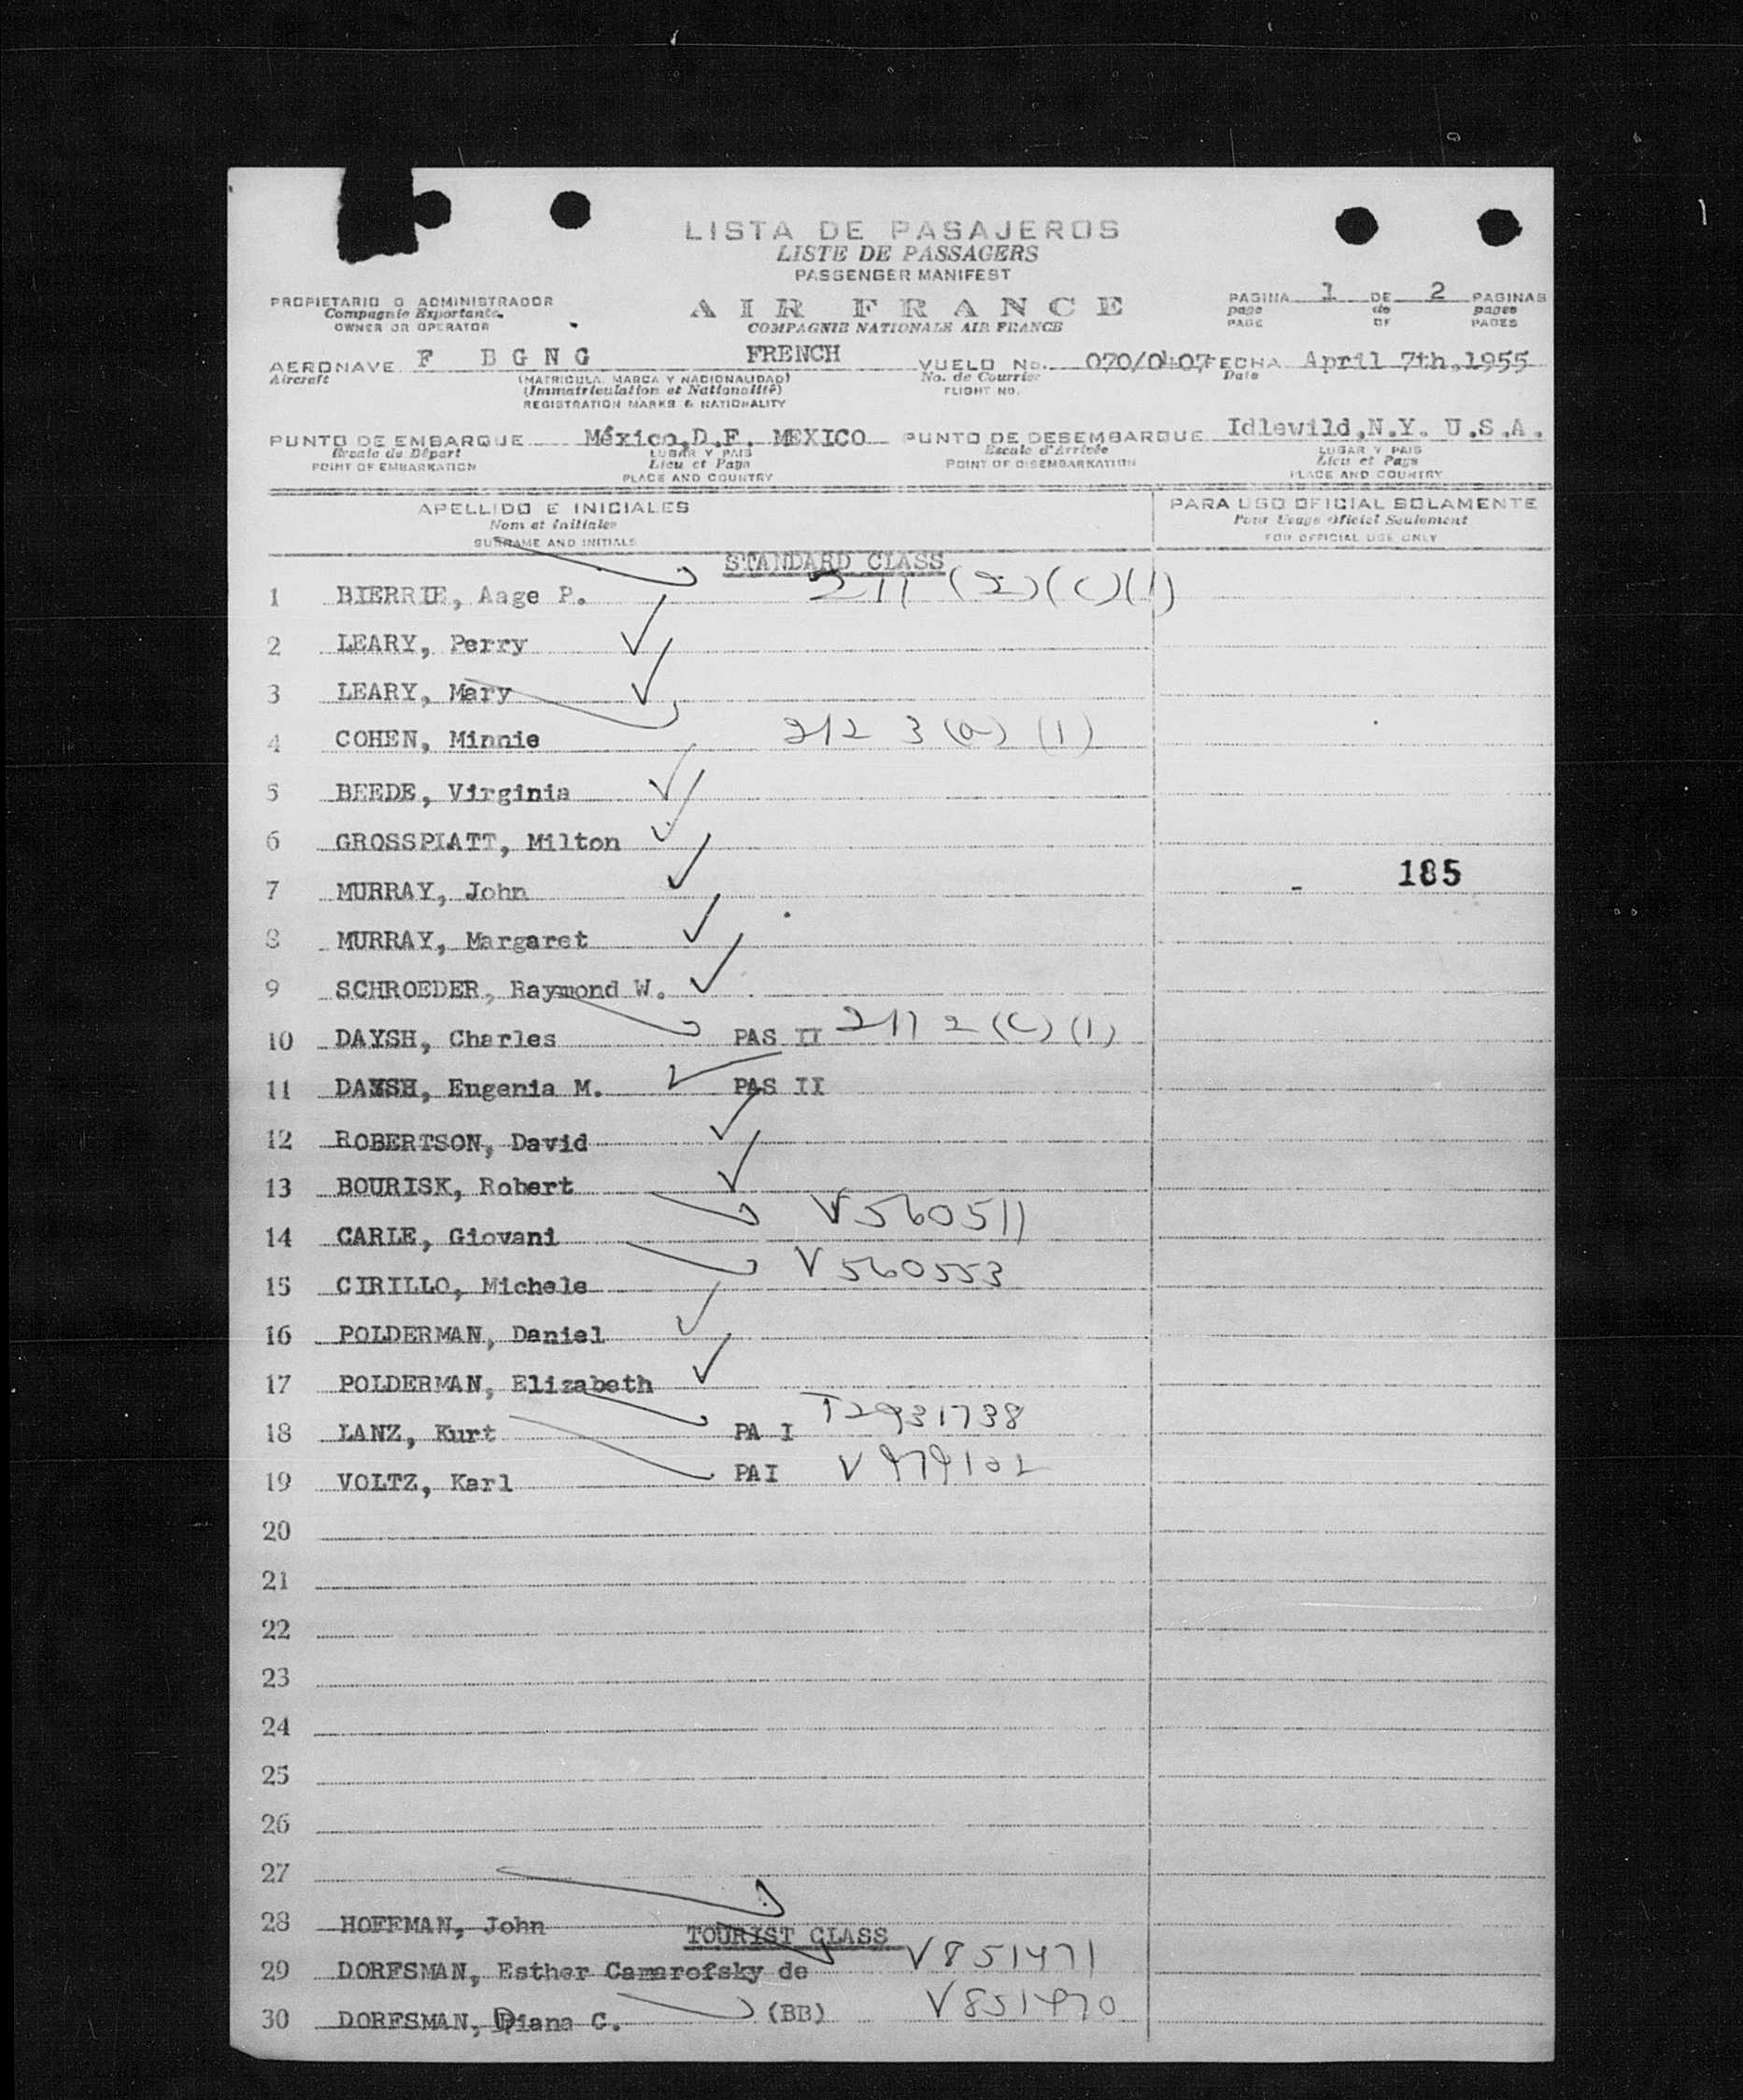 LISTA DE PASAJEROS
LISTE DE PASSAGERS
PASSENGER MANIFEST
PROPIETARIO O ADMINISTRADOR
Compagnie Exportante.
OWNER OR OPERATOR
AIR FRANCE
COMPAGNIE NATIONALE AIR FRANCE
PAGINA 1 DE 2 PAGINAS
page de pages
PAGE OF PAGES
AERONAVE F BGNG FRENCH VUELO No. 070/0407 FECHA April 7th,1955
Aircraft (MATRICULA, MARCA Y NACIONALIDAD) No. de Courrier Date
(Immatriculation et Nationalité) FLIGHT NO.
REGISTRATION MARKS & NATIONALITY
PUNTO DE EMBARQUE México,D.F. MEXICO PUNTO DE DESEMBARQUE Idlewild,N.Y. U.S.A.
Escale de Départ LUGAR Y PAIS Escale d'Arrivée LUGAR Y PAIS
POINT OF EMBARKATION Lieu et Pays POINT OF DISEMBARKATION Lieu et Pays
PLACE AND COUNTRY PLACE AND COUNTRY
APELLIDO E INICIALES PARA USO OFICIAL SOLAMENTE
Nom et Initiales Pour Usage Officiel Seulement
SURNAME AND INITIALS FOR OFFICIAL USE ONLY
STANDARD CLASS
1 BIERRIE, Aage P. 211 (2)(C)(1)
2 LEARY, Perry
3 LEARY, Mary
4 COHEN, Minnie 212 3 (a) (1)
5 BEEDE, Virginia
6 GROSSPIATT, Milton
185
7 MURRAY, John
8 MURRAY, Margaret
9 SCHROEDER, Raymond W.
10 DAYSH, Charles PAS II 211 2 (C) (1)
11 DAYSH, Eugenia M. PAS II
12 ROBERTSON, David
13 BOURISK, Robert
14 CARLE, Giovani V560511
15 CIRILLO, Michele V560553
16 POLDERMAN, Daniel
17 POLDERMAN, Elizabeth
18 LANZ, Kurt PA I T2931738
19 VOLTZ, Karl PAI
20
21
22
23
24
25
26
27
28 HOFFMAN, John
TOURIST CLASS
29 DORFSMAN, Esther Camarofsky de V851471
30 DORFSMAN, Diana C. (BB) V851470